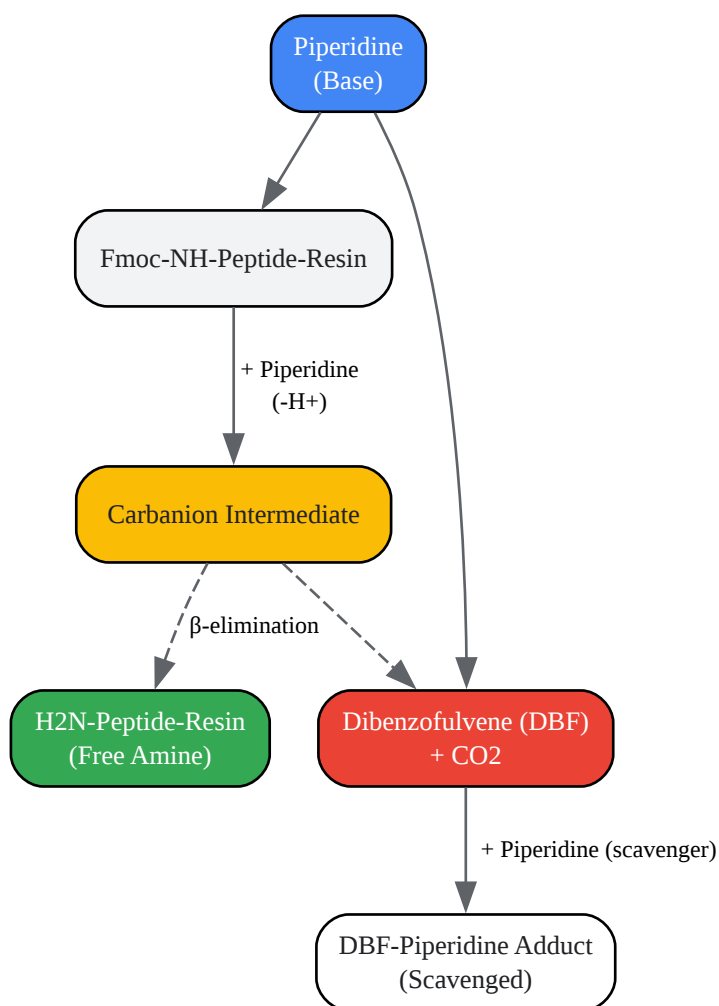 Piperidine
(Base)
Fmoc-NH-Peptide-Resin
+ Piperidine
(-H+)
Carbanion Intermediate
β-elimination
H2N-Peptide-Resin
(Free Amine)
Dibenzofulvene (DBF)
+ CO2
+ Piperidine (scavenger)
DBF-Piperidine Adduct
(Scavenged)